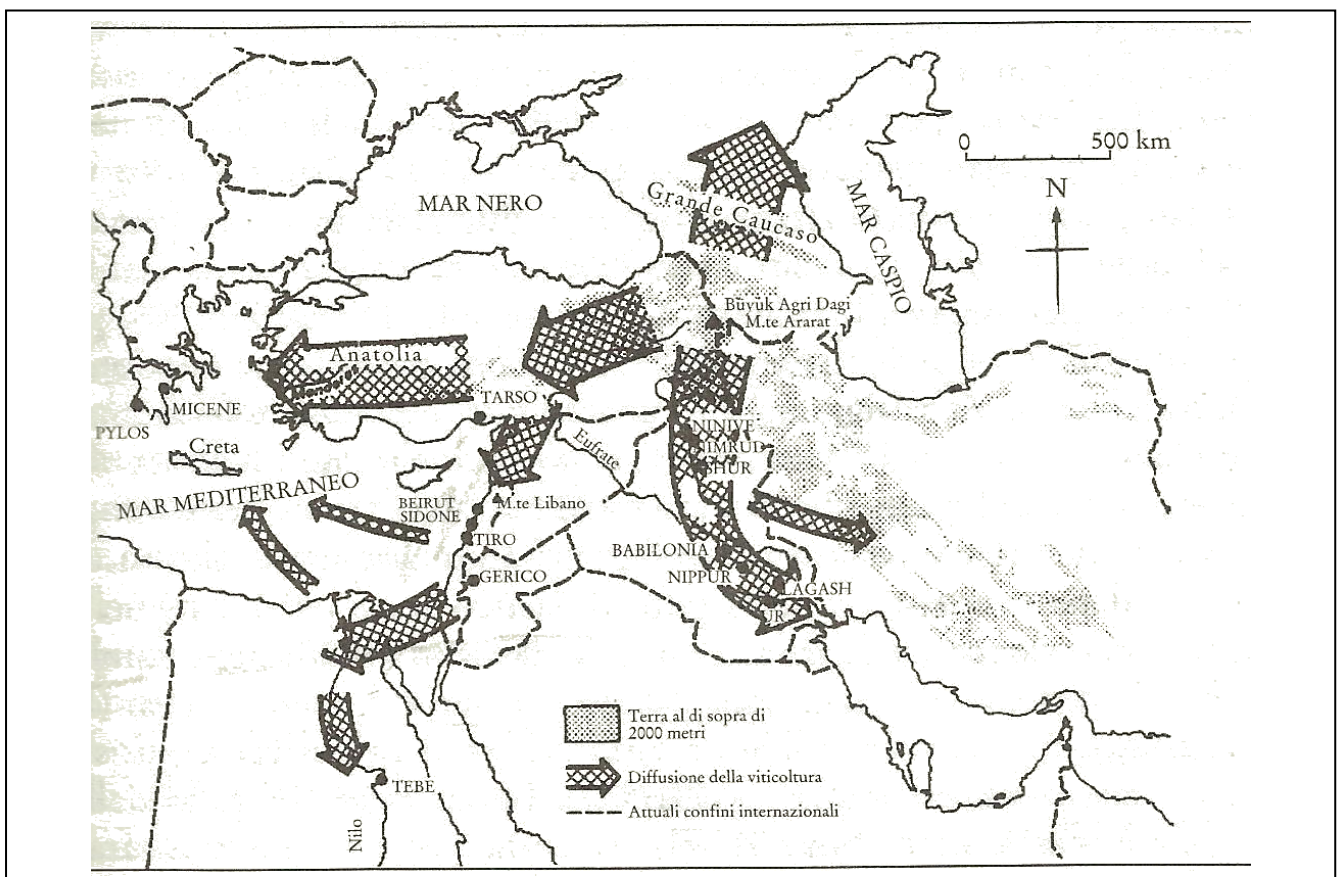 0 500 km
N
MAR NERO
Grande Caucaso
MAR CASPIO
Büyük Agri Dagi
M.te Ararat
Anatolia
Menderes
TARSO
MICENE
PYLOS
Creta
MAR MEDITERRANEO
NINIVE
NIMRUD
SHUR
Eufrate
BEIRUT
SIDONE
M.te Libano
TIRO
GERICO
BABILONIA
NIPPUR
LAGASH
UR
Terra al di sopra di
2000 metri
Diffusione della viticoltura
Attuali confini internazionali
TEBE
Nilo